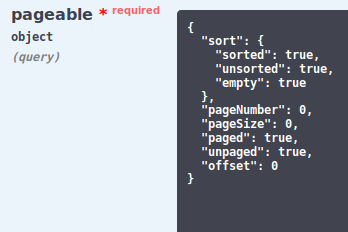 pageable * required
object
(query)
{
  "sort": {
    "sorted": true,
    "unsorted": true,
    "empty": true
  },
  "pageNumber": 0,
  "pageSize": 0,
  "paged": true,
  "unpaged": true,
  "offset": 0
}